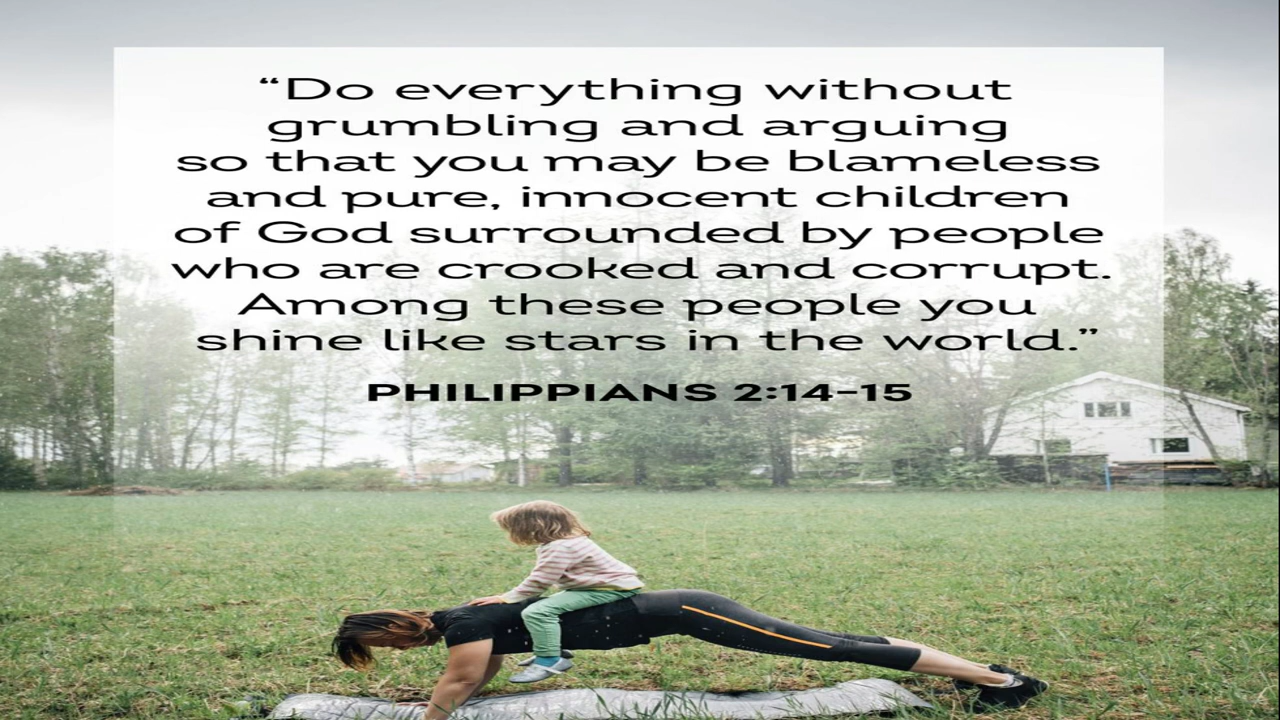 “Do everything without
grumbling and arguing
so that you may be blameless
and pure, innocent children
of God surrounded by people
who are crooked and corrupt.
Among these people you
shine like stars in the world.”
PHILIPPIANS 2:14-15